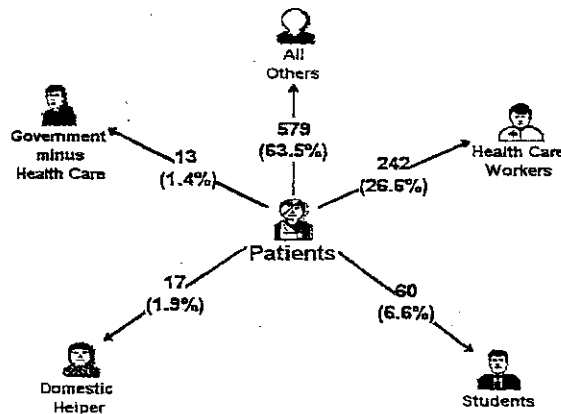 All
Others
Government
minus
Health Care
13
(1.4%)
579
(63.5%)
242
(26.6%)
Health Care
Workers
Patients
17
(1.9%)
60
(6.6%)
Domestic
Helper
Students